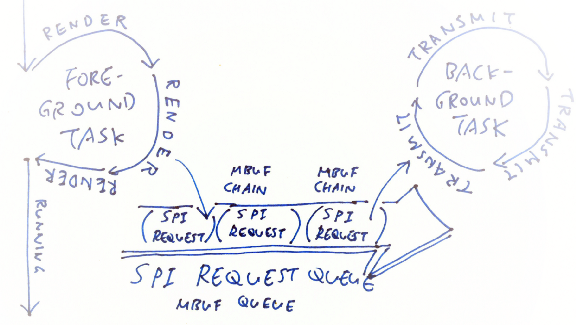 RENDER
FORE-
GROUND
TASK
RENDER
RENDER
RUNNING
TRANSMIT
BACK-
GROUND
TASK
TRANSMIT
TRANSMIT
TRANSMIT
MBUF
CHAIN
MBUF
CHAIN
SPI
REQUEST
SPI
REQUEST
SPI
REQUEST
SPI REQUEST QUEUE
MBUF QUEUE